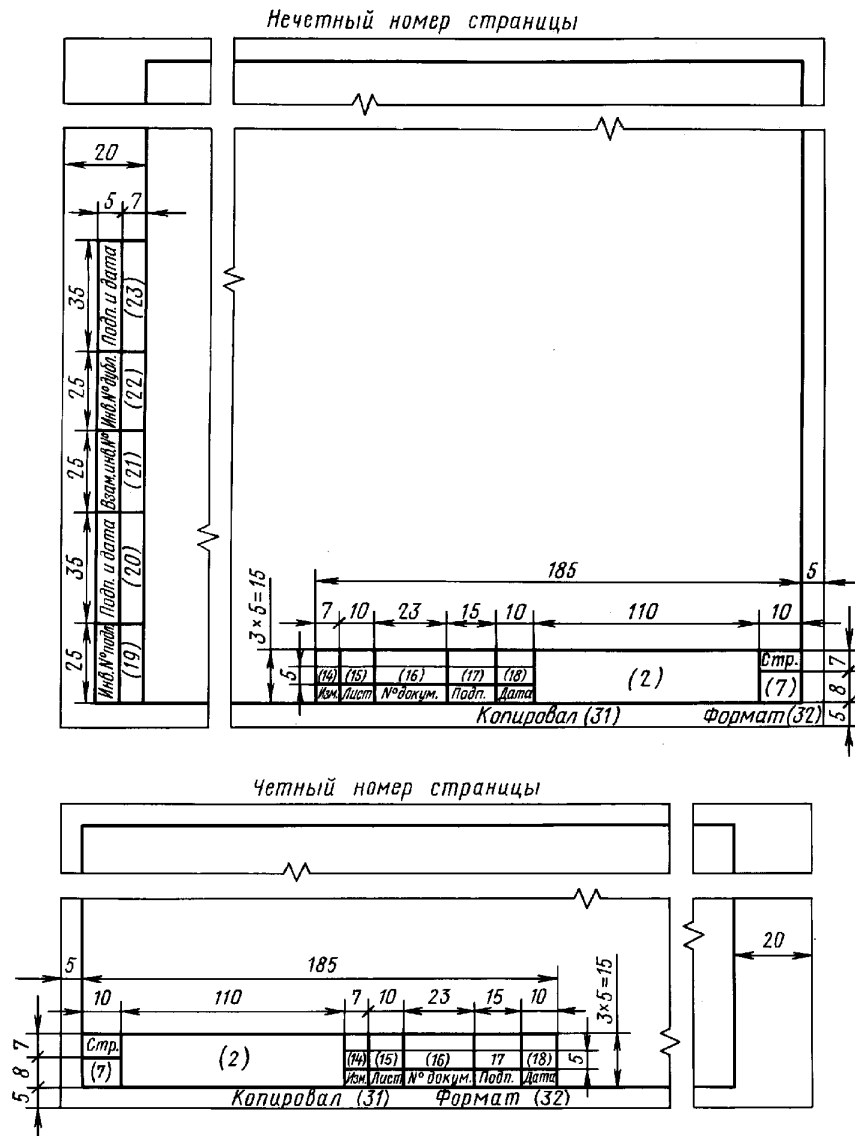 Нечетный номер страницы
20
5 7
35 Подп. и дата (23)
25 Инв.№дубл. (22)
25 Взам.инв.№ (21)
35 Подп. и дата (20)
25 Инв.№подл. (19)
185 5
3×5=15
7 10 23 15 10 110 10
5
Стр. 7
(14) (15) (16) (17) (18) (2) (7) 8
Изм. Лист №докум. Подп. Дата
Копировал (31) Формат (32) 5
Четный номер страницы
20
5 185
3×5=15
10 110 7 10 23 15 10
7 Стр.
8 (7) (2) (14) (15) (16) 17 (18) 5
Изм. Лист № докум. Подп. Дата
5 Копировал (31) Формат (32)